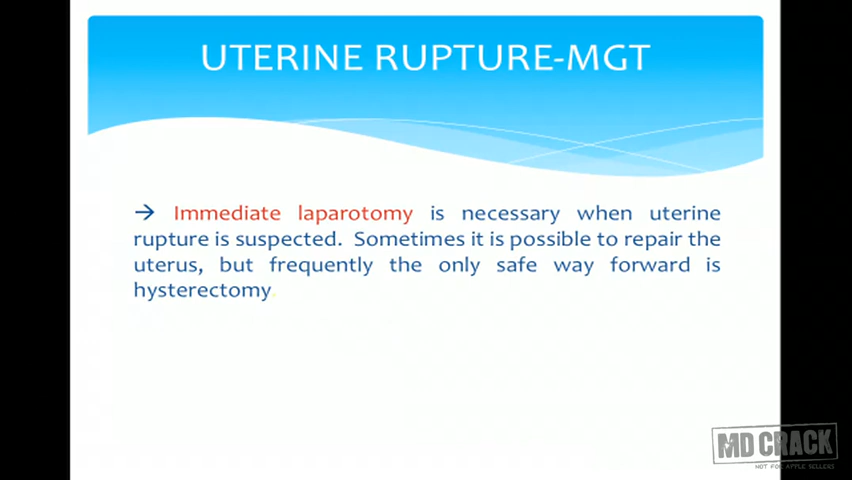 UTERINE RUPTURE-MGT
→ Immediate laparotomy is necessary when uterine
rupture is suspected. Sometimes it is possible to repair the
uterus, but frequently the only safe way forward is
hysterectomy.
MD CRACK
NOT FOR APPLE SELLERS